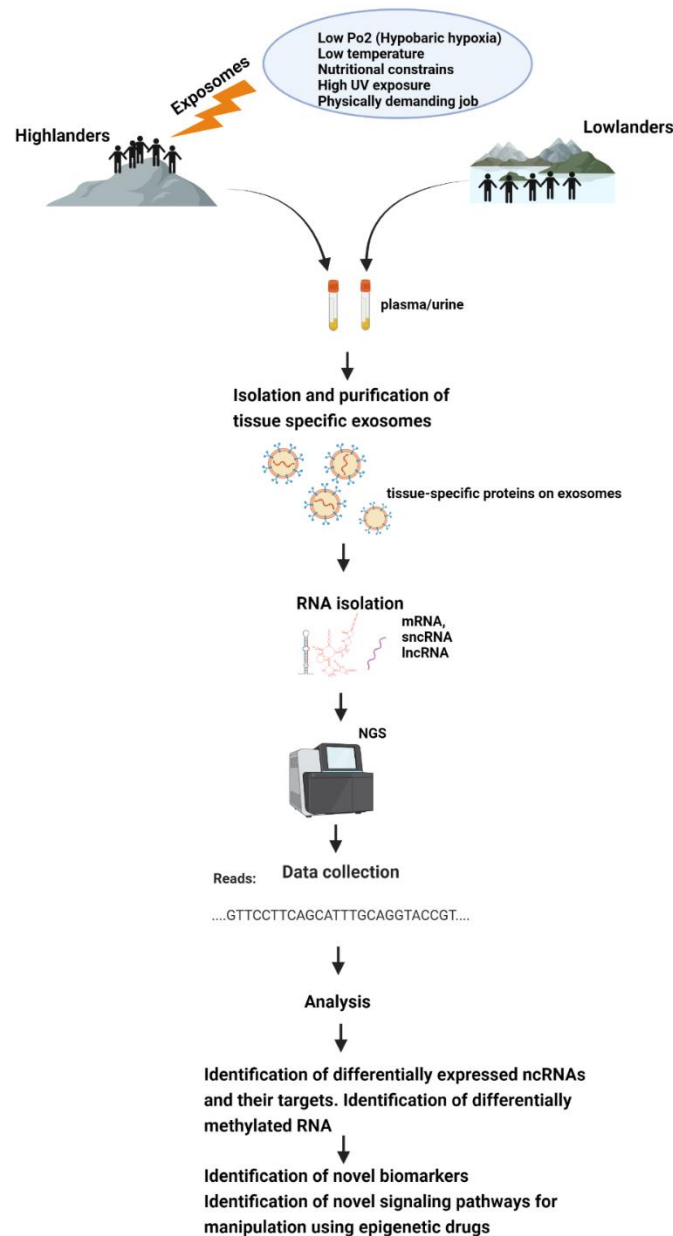 Low Po2 (Hypobaric hypoxia)
Low temperature
Nutritional constrains
High UV exposure
Physically demanding job
Exposomes
Highlanders
Lowlanders
plasma/urine
Isolation and purification of
tissue specific exosomes
tissue-specific proteins on exosomes
RNA isolation
mRNA,
sncRNA
lncRNA
NGS
Reads:
Data collection
....GTTCCTTCAGCATTTGCAGGTACCGT....
Analysis
Identification of differentially expressed ncRNAs
and their targets. Identification of differentially
methylated RNA
Identification of novel biomarkers
Identification of novel signaling pathways for
manipulation using epigenetic drugs